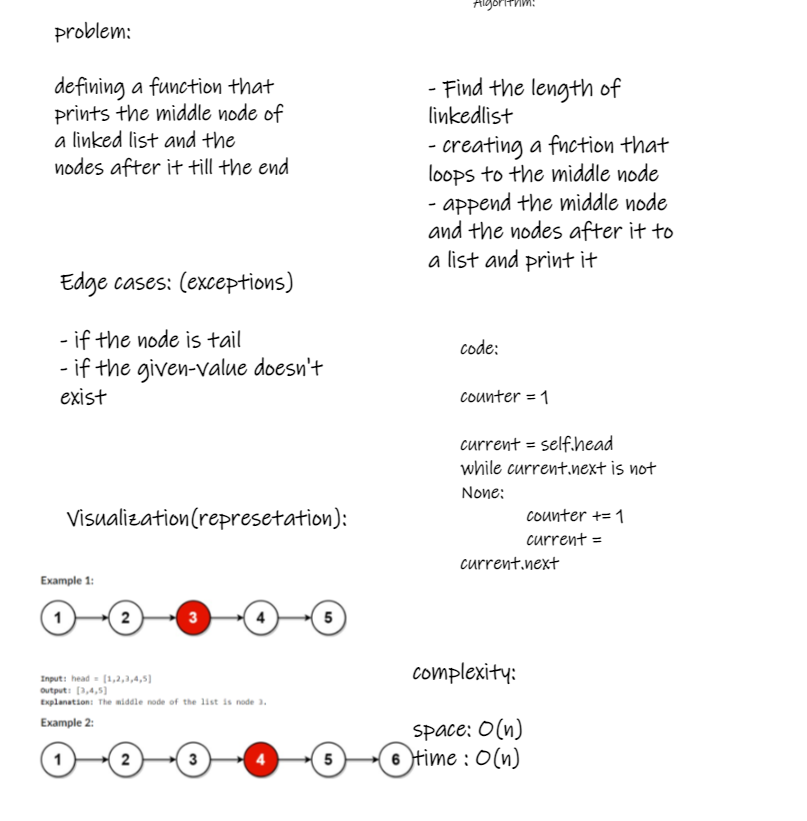 problem:
defining a function that
prints the middle node of
a linked list and the
nodes after it till the end
Edge cases: (exceptions)
- if the node is tail
- if the given-value doesn't
exist
Visualization(represetation):
Example 1:
1 2 3 4 5
Input: head = [1,2,3,4,5]
Output: [3,4,5]
Explanation: The middle node of the list is node 3.
Example 2:
1 2 3 4 5 6
Algorithm:
- Find the length of
linkedlist
- creating a fnction that
loops to the middle node
- append the middle node
and the nodes after it to
a list and print it
code:
counter = 1
current = self.head
while current.next is not
None:
counter += 1
current =
current.next
complexity:
space: O(n)
time : O(n)